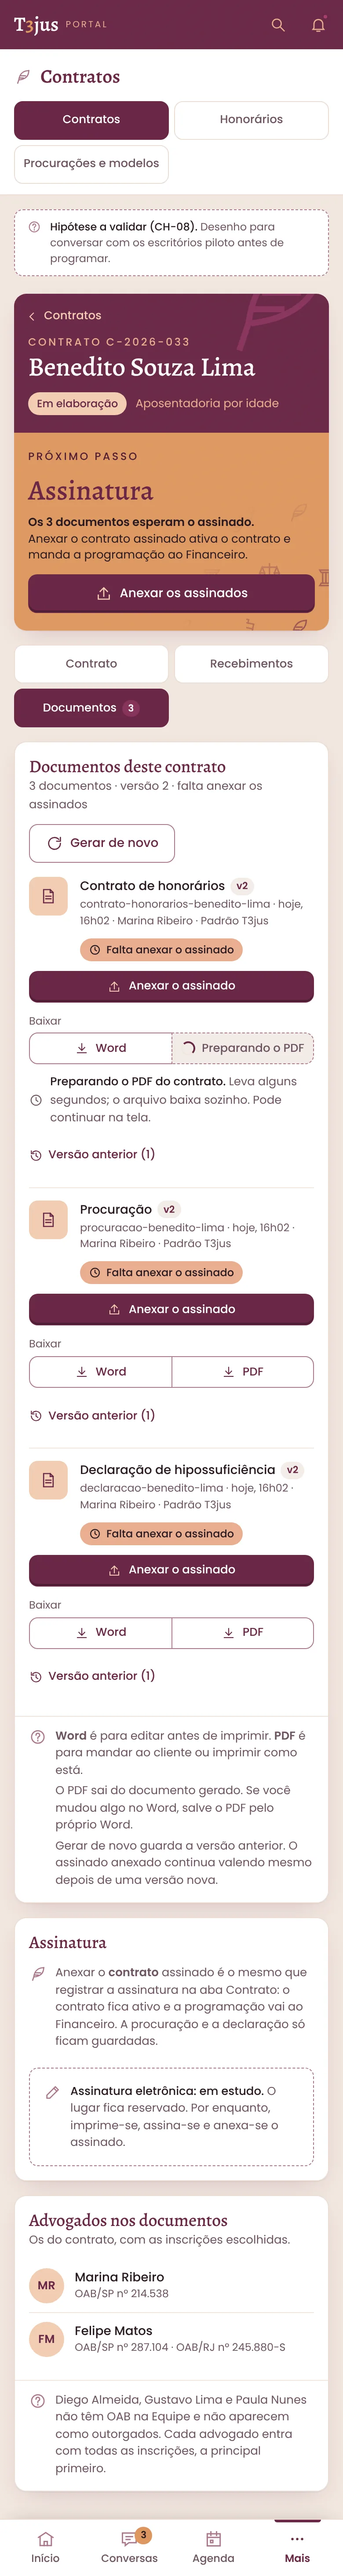 T3jus PORTAL
Contratos
Contratos
Honorários
Procurações e modelos
Hipótese a validar (CH-08). Desenho para
conversar com os escritórios piloto antes de
programar.
Contratos
CONTRATO C-2026-033
Benedito Souza Lima
Em elaboração
Aposentadoria por idade
PRÓXIMO PASSO
Assinatura
Os 3 documentos esperam o assinado.
Anexar o contrato assinado ativa o contrato e
manda a programação ao Financeiro.
Anexar os assinados
Contrato
Recebimentos
Documentos 3
Documentos deste contrato
3 documentos · versão 2 · falta anexar os
assinados
Gerar de novo
Contrato de honorários v2
contrato-honorarios-benedito-lima · hoje,
16h02 · Marina Ribeiro · Padrão T3jus
Falta anexar o assinado
Anexar o assinado
Baixar
Word
Preparando o PDF
Preparando o PDF do contrato. Leva alguns
segundos; o arquivo baixa sozinho. Pode
continuar na tela.
Versão anterior (1)
Procuração v2
procuracao-benedito-lima · hoje, 16h02 ·
Marina Ribeiro · Padrão T3jus
Falta anexar o assinado
Anexar o assinado
Baixar
Word
PDF
Versão anterior (1)
Declaração de hipossuficiência v2
declaracao-benedito-lima · hoje, 16h02 ·
Marina Ribeiro · Padrão T3jus
Falta anexar o assinado
Anexar o assinado
Baixar
Word
PDF
Versão anterior (1)
Word é para editar antes de imprimir. PDF é
para mandar ao cliente ou imprimir como
está.
O PDF sai do documento gerado. Se você
mudou algo no Word, salve o PDF pelo
próprio Word.
Gerar de novo guarda a versão anterior. O
assinado anexado continua valendo mesmo
depois de uma versão nova.
Assinatura
Anexar o contrato assinado é o mesmo que
registrar a assinatura na aba Contrato: o
contrato fica ativo e a programação vai ao
Financeiro. A procuração e a declaração só
ficam guardadas.
Assinatura eletrônica: em estudo. O
lugar fica reservado. Por enquanto,
imprime-se, assina-se e anexa-se o
assinado.
Advogados nos documentos
Os do contrato, com as inscrições escolhidas.
MR
Marina Ribeiro
OAB/SP nº 214.538
FM
Felipe Matos
OAB/SP nº 287.104 · OAB/RJ nº 245.880-S
Diego Almeida, Gustavo Lima e Paula Nunes
não têm OAB na Equipe e não aparecem
como outorgados. Cada advogado entra
com todas as inscrições, a principal
primeiro.
3
Início
Conversas
Agenda
Mais